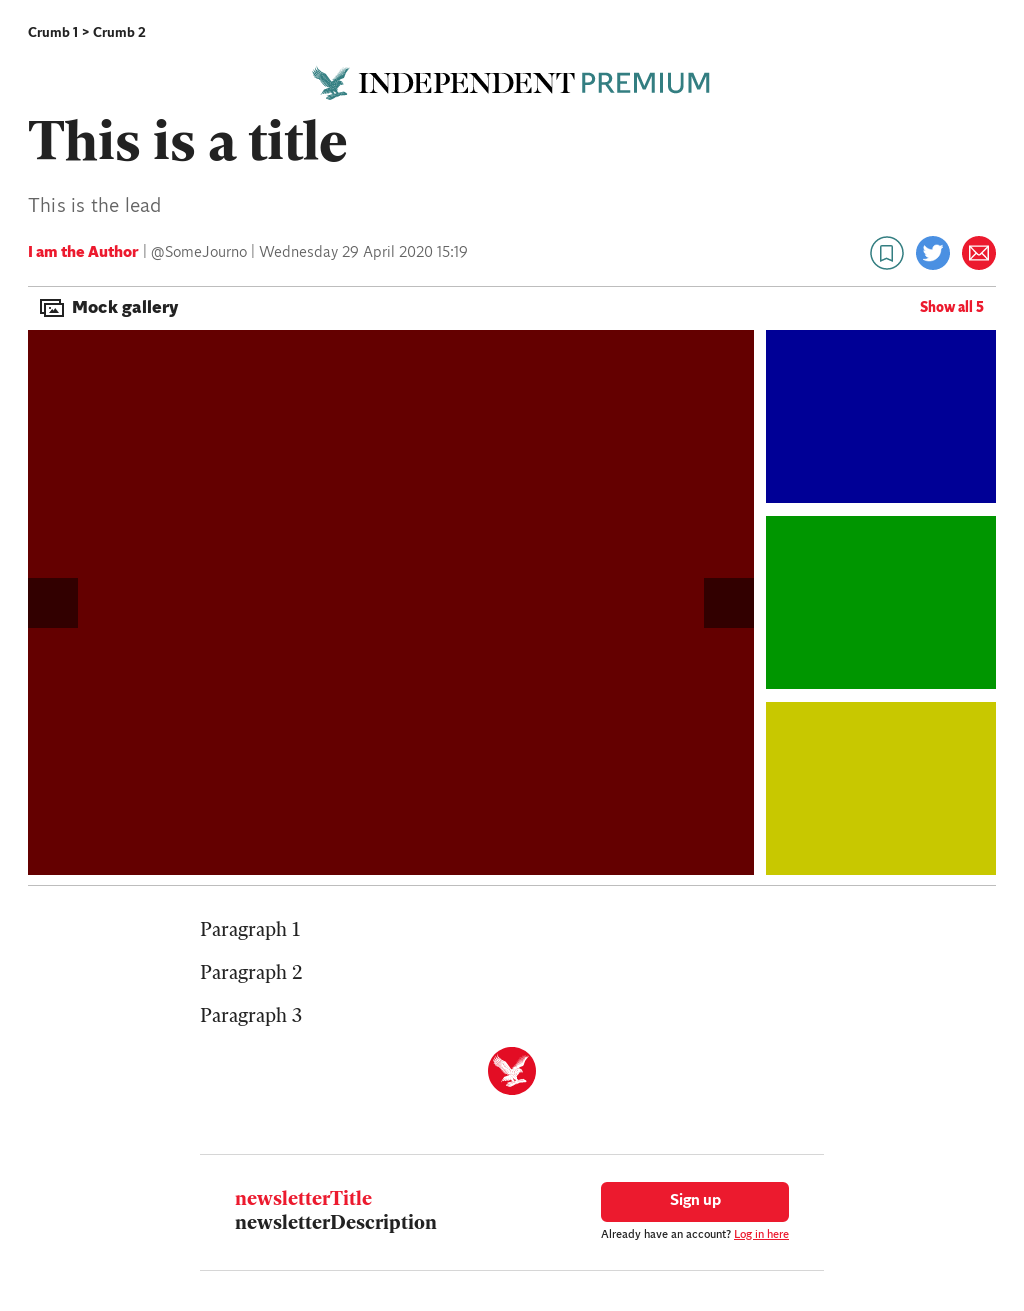 Crumb 1 > Crumb 2
INDEPENDENT PREMIUM
This is a title
This is the lead
I am the Author | @SomeJourno | Wednesday 29 April 2020 15:19
Mock gallery
Show all 5
Paragraph 1
Paragraph 2
Paragraph 3
newsletterTitle
newsletterDescription
Sign up
Already have an account? Log in here